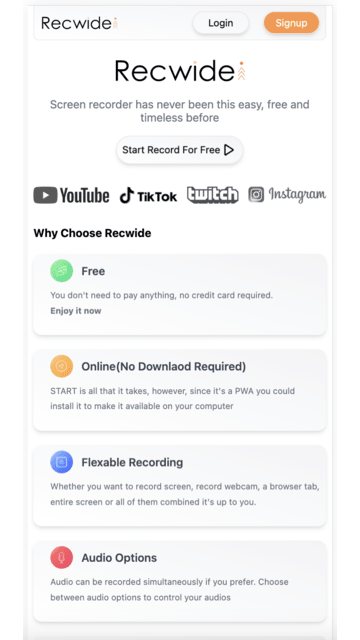 Recwide
Login
Signup
Recwide
Screen recorder has never been this easy, free and
timeless before
Start Record For Free
YouTube
TikTok
twitch
Instagram
Why Choose Recwide
Free
You don't need to pay anything, no credit card required.
Enjoy it now
Online(No Downlaod Required)
START is all that it takes, however, since it's a PWA you could
install it to make it available on your computer
Flexable Recording
Whether you want to record screen, record webcam, a browser tab,
entire screen or all of them combined it's up to you.
Audio Options
Audio can be recorded simultaneously if you prefer. Choose
between audio options to control your audios